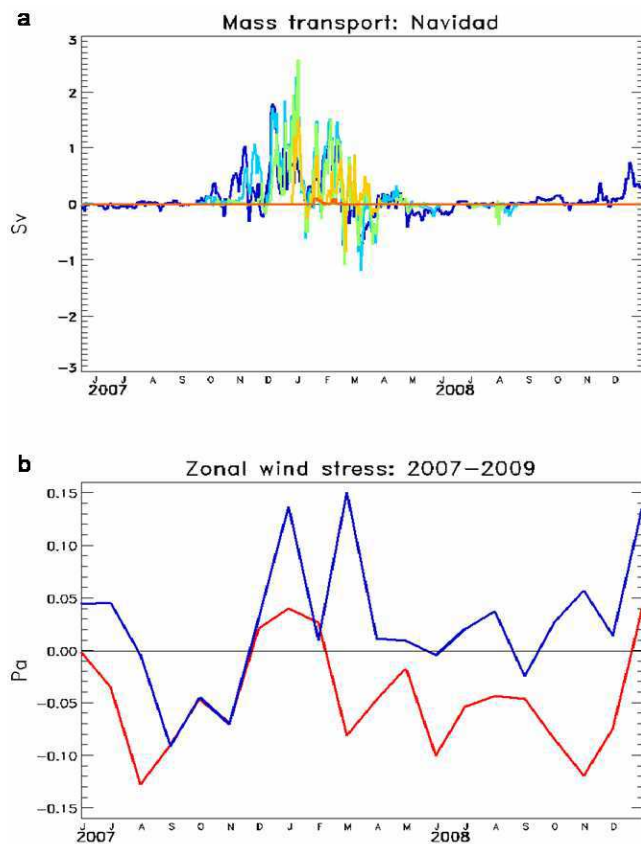 a
Mass transport: Navidad
3
2
1
0
-1
-2
-3
Sv
J J A S O N D J F M A M J J A S O N D
2007 2008
b
Zonal wind stress: 2007-2009
0.15
0.10
0.05
0.00
-0.05
-0.10
-0.15
Pa
J J A S O N D J F M A M J J A S O N D
2007 2008